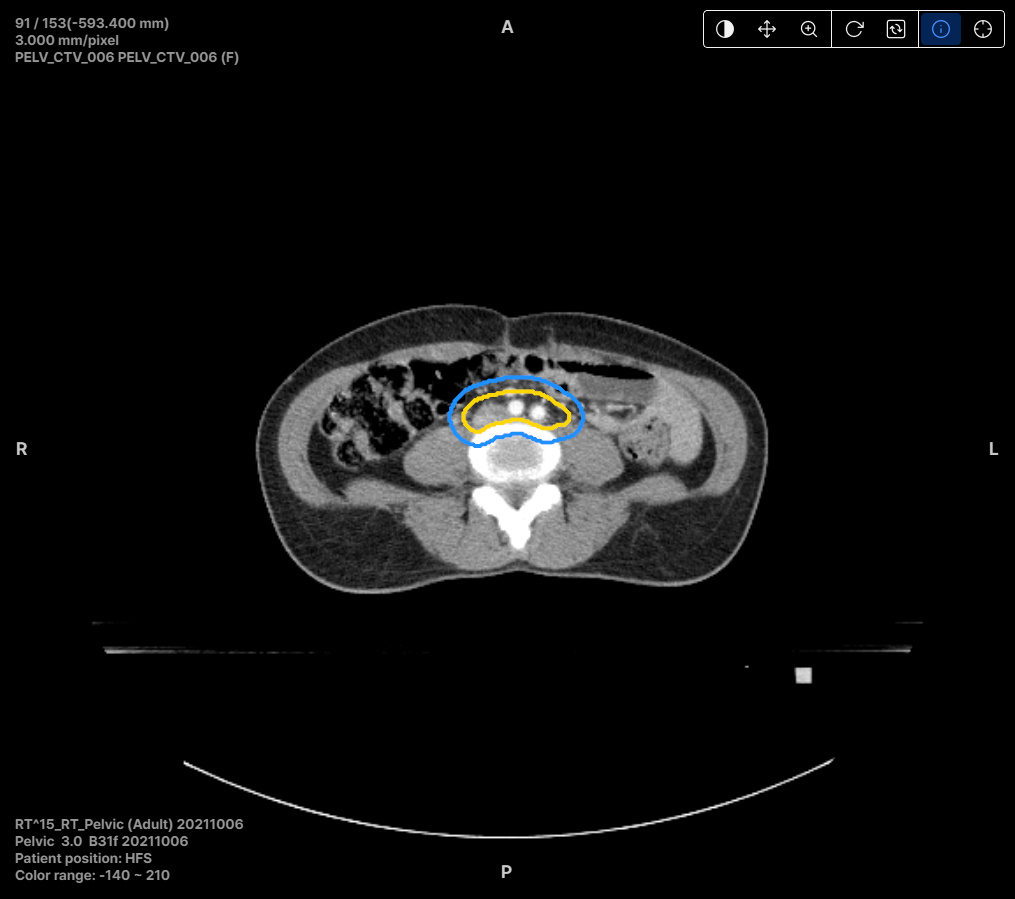 91 / 153(-593.400 mm)
3.000 mm/pixel
PELV_CTV_006 PELV_CTV_006 (F)
A
R
L
RT^15_RT_Pelvic (Adult) 20211006
Pelvic  3.0  B31f 20211006
Patient position: HFS
Color range: -140 ~ 210
P